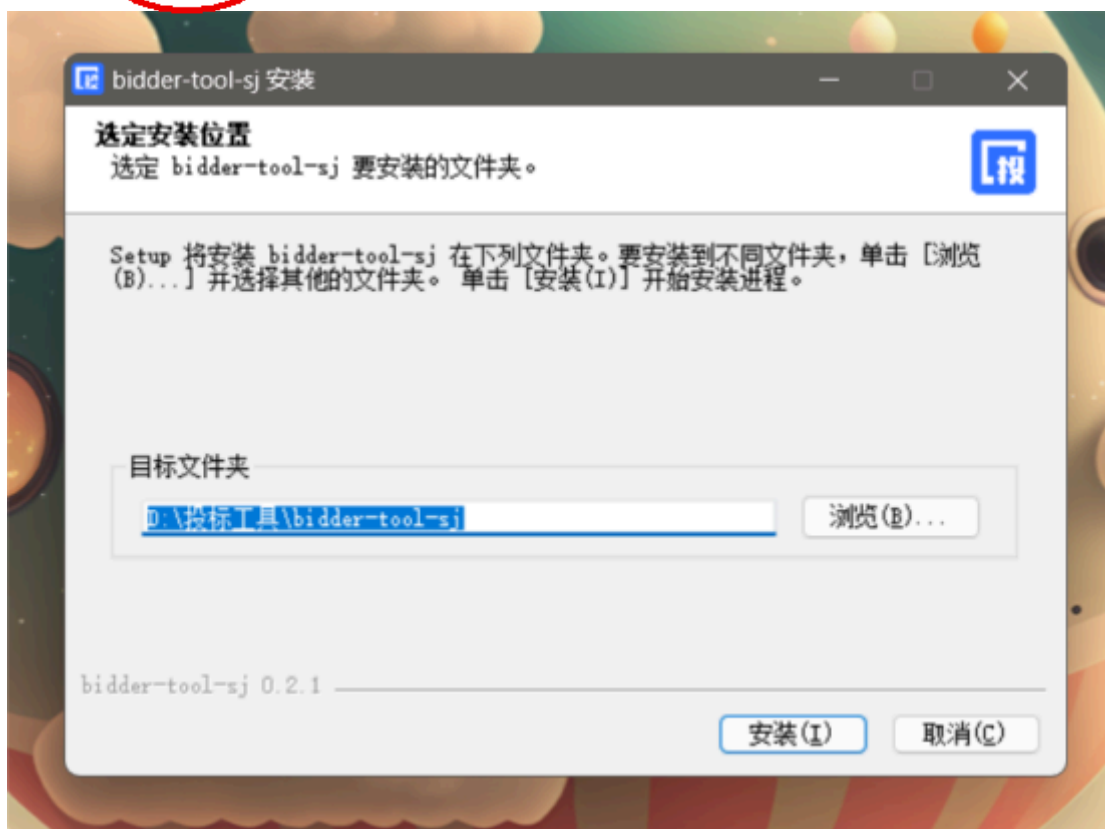 bidder-tool-sj 安装
选定安装位置
选定 bidder-tool-sj 要安装的文件夹。
投
Setup 将安装 bidder-tool-sj 在下列文件夹。要安装到不同文件夹，单击 [浏览
(B)...] 并选择其他的文件夹。 单击 [安装(I)] 开始安装进程。
目标文件夹
D:\投标工具\bidder-tool-sj
浏览(B)...
bidder-tool-sj 0.2.1
安装(I)
取消(C)